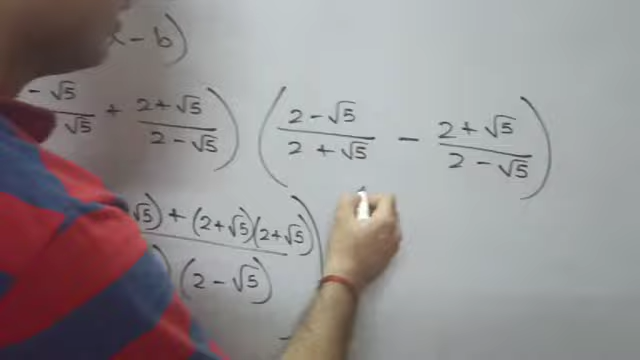 x - b)
- √5 / √5 + 2 + √5 / 2 - √5 ) ( 2 - √5 / 2 + √5 - 2 + √5 / 2 - √5 )
√5) + (2 + √5)(2 + √5) / ) (2 - √5) )